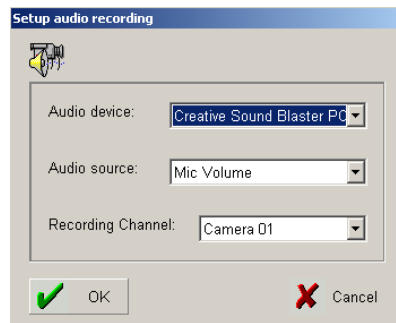 Setup audio recording
Audio device: Creative Sound Blaster PC
Audio source: Mic Volume
Recording Channel: Camera 01
OK Cancel